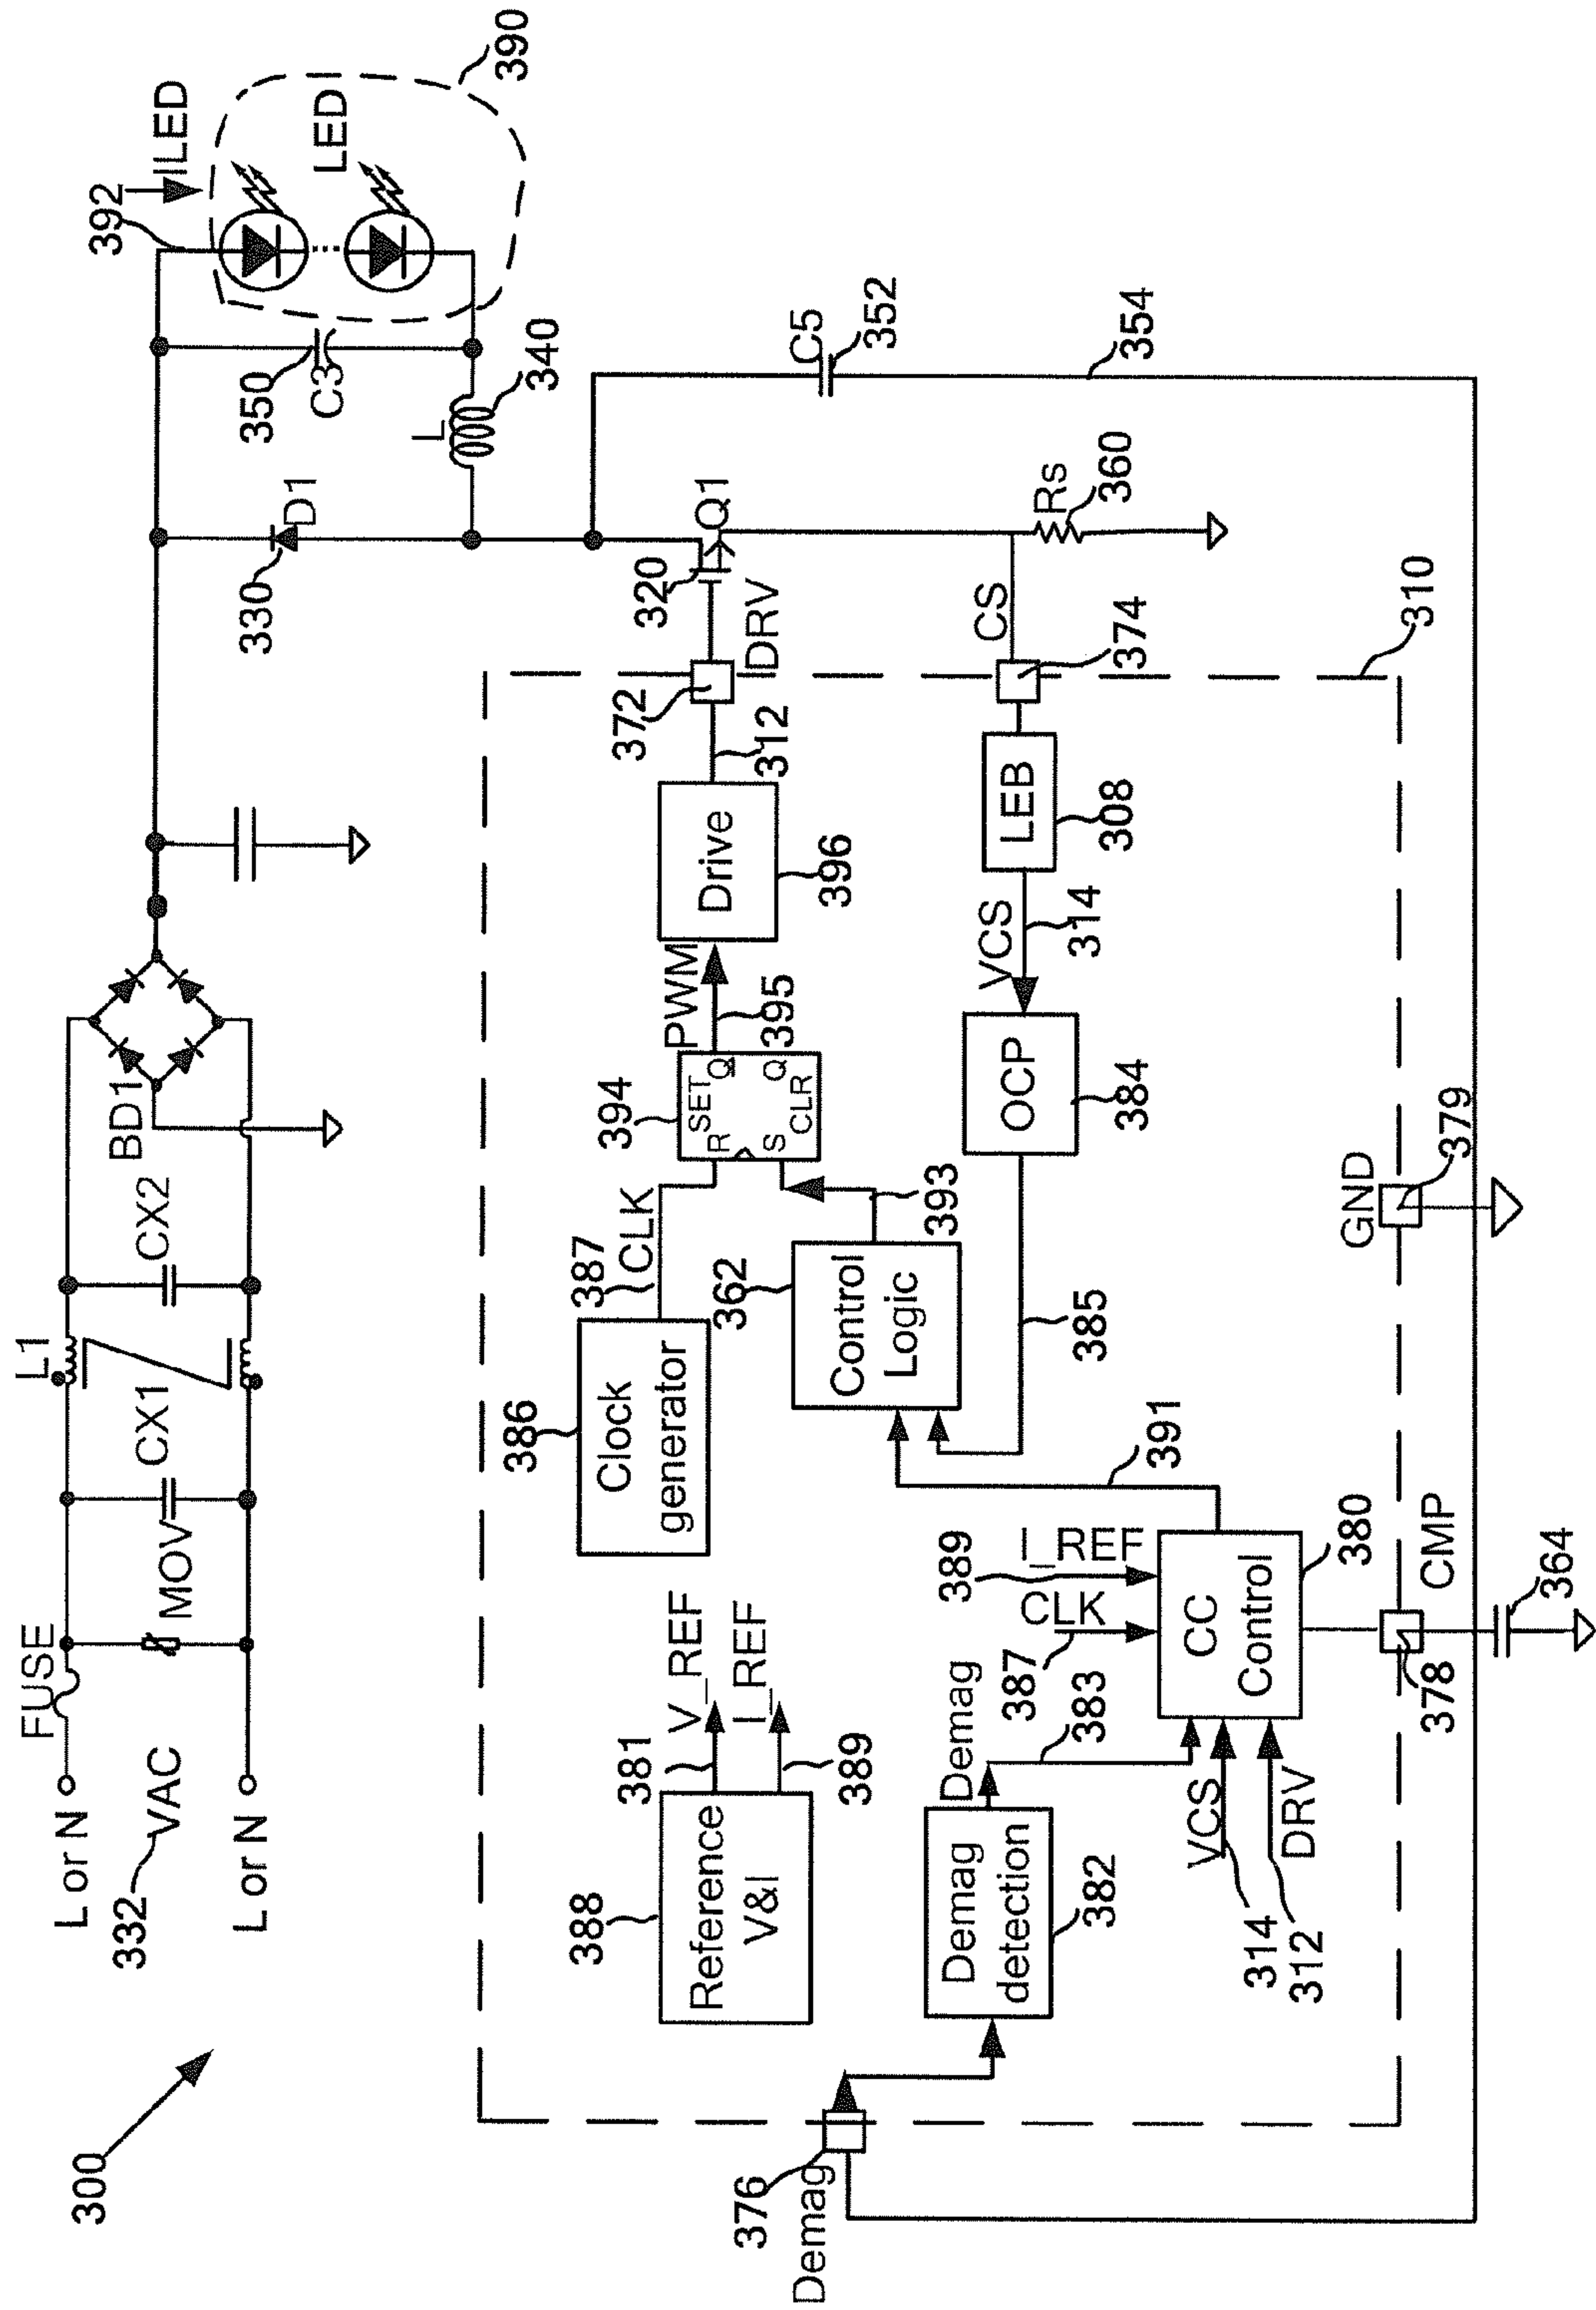 300
L or N
332
VAC
L or N
FUSE
MOV
CX1
L1
CX2
BD1
330
D1
350
C3
L
340
392
ILED
LED
390
C5
352
354
320
Q1
DRV
372
312
Rs
360
CS
374
310
Drive
396
PWM
395
394
R
SET
Q
S
CLR
Q
LEB
308
VCS
314
OCP
384
385
386
Clock
generator
387
CLK
362
Control
Logic
393
388
Reference
V&I
381
V_REF
I_REF
389
376
Demag
Demag
detection
382
Demag
383
387
CLK
389
I_REF
CC
Control
380
391
VCS
314
DRV
312
378
CMP
364
GND
379